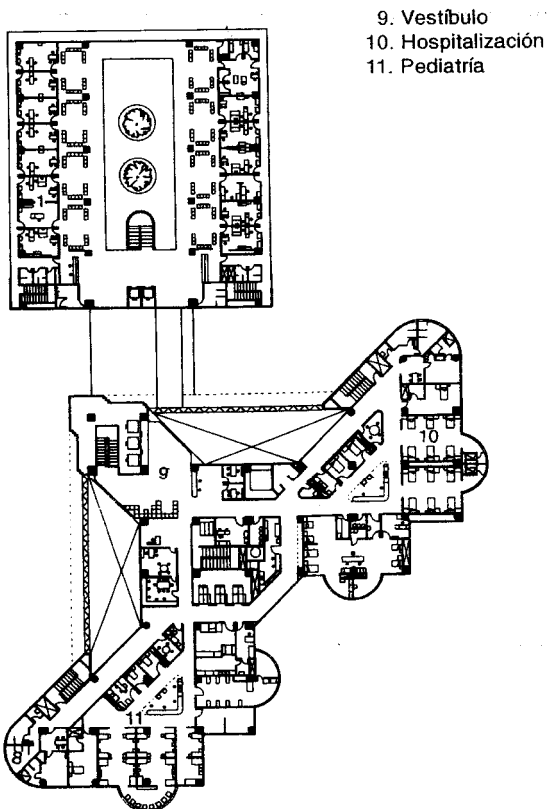 9. Vestíbulo
10. Hospitalización
11. Pediatría
1
10
9
11